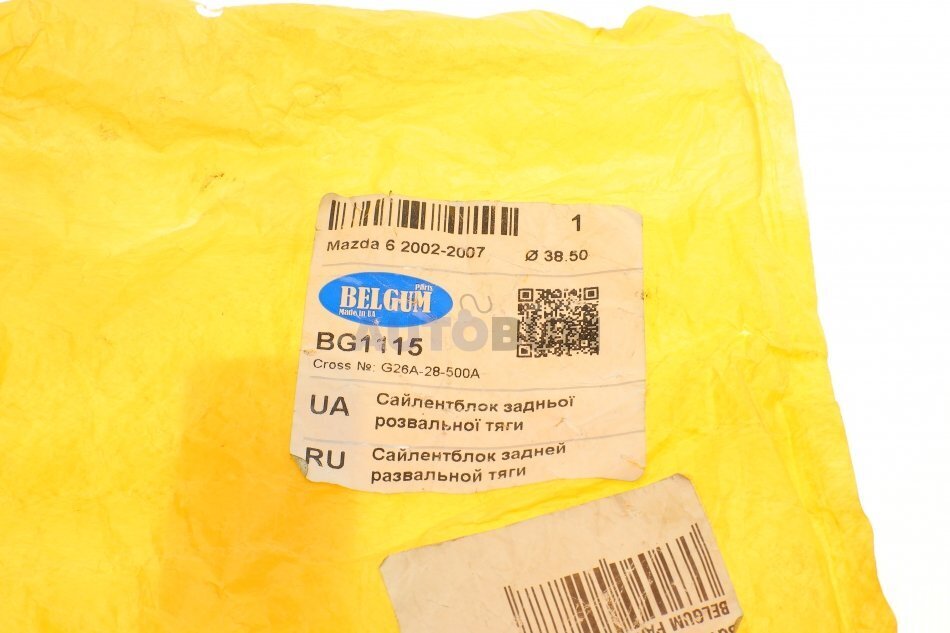 1
Mazda 6 2002-2007 Ø 38.50
Parts
BELGUM
Made in UA
BG1115
Cross №: G26A-28-500A
UA Сайлентблок задньої
розвальної тяги
RU Сайлентблок задней
развальной тяги
BELGUM